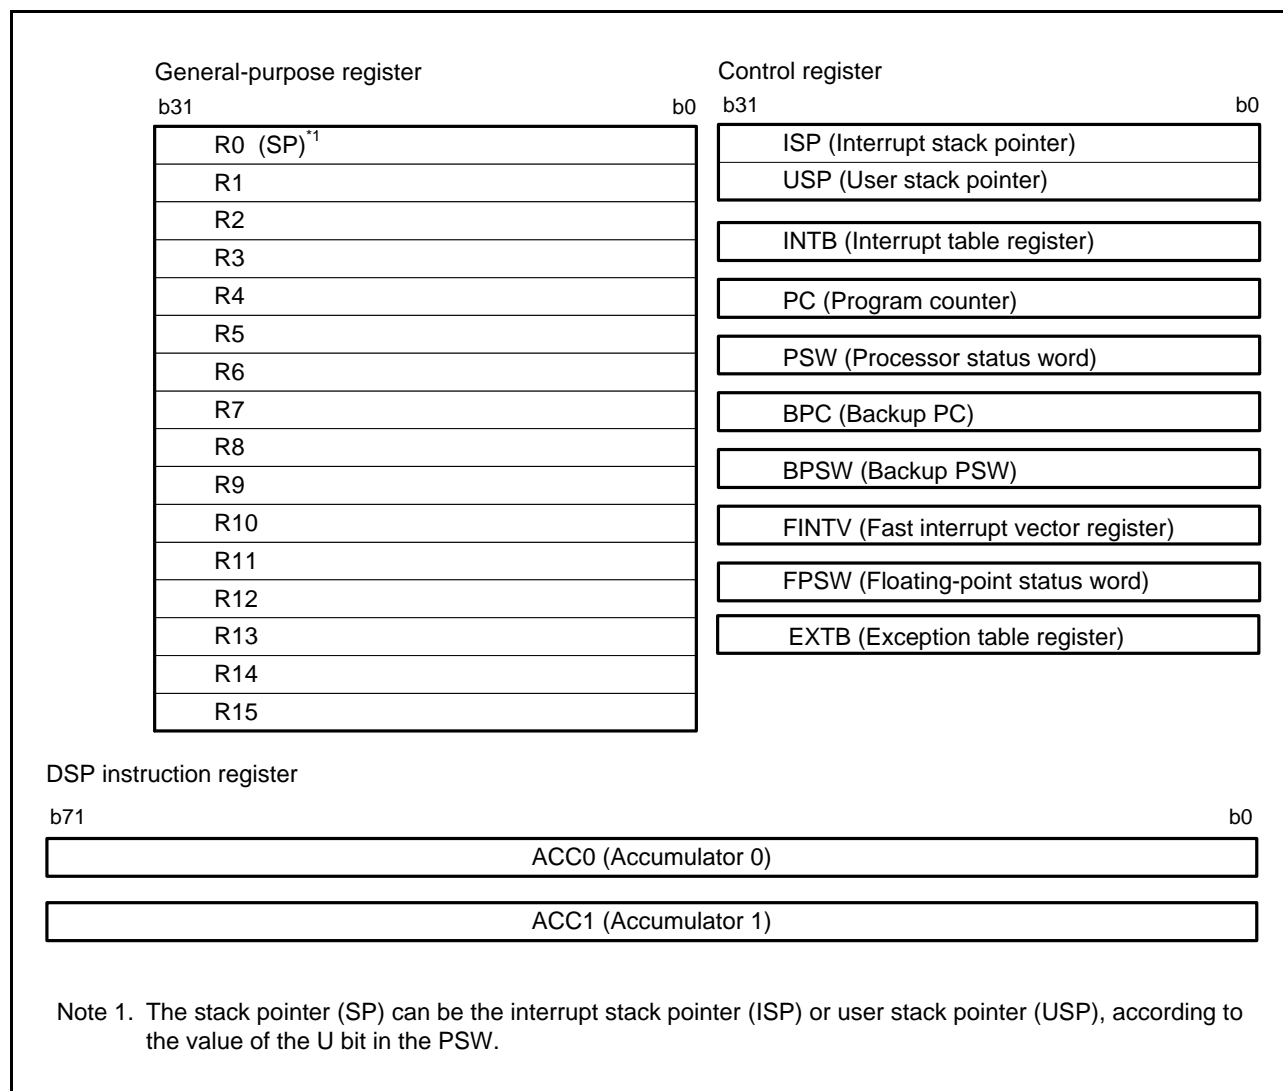 General-purpose register
b31 b0
R0 (SP)*1
R1
R2
R3
R4
R5
R6
R7
R8
R9
R10
R11
R12
R13
R14
R15
Control register
b31 b0
ISP (Interrupt stack pointer)
USP (User stack pointer)
INTB (Interrupt table register)
PC (Program counter)
PSW (Processor status word)
BPC (Backup PC)
BPSW (Backup PSW)
FINTV (Fast interrupt vector register)
FPSW (Floating-point status word)
EXTB (Exception table register)
DSP instruction register
b71 b0
ACC0 (Accumulator 0)
ACC1 (Accumulator 1)
Note 1. The stack pointer (SP) can be the interrupt stack pointer (ISP) or user stack pointer (USP), according to
the value of the U bit in the PSW.